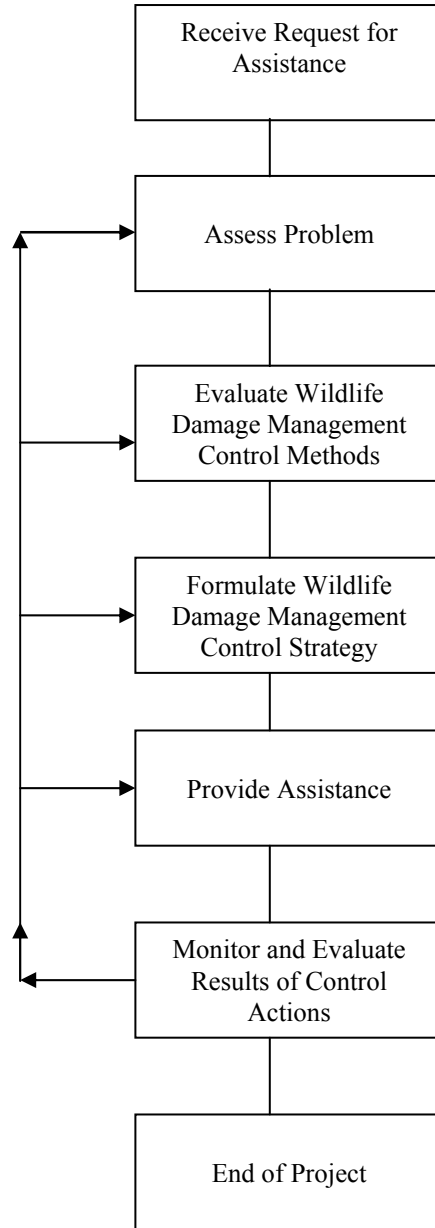 Receive Request for
Assistance
Assess Problem
Evaluate Wildlife
Damage Management
Control Methods
Formulate Wildlife
Damage Management
Control Strategy
Provide Assistance
Monitor and Evaluate
Results of Control
Actions
End of Project